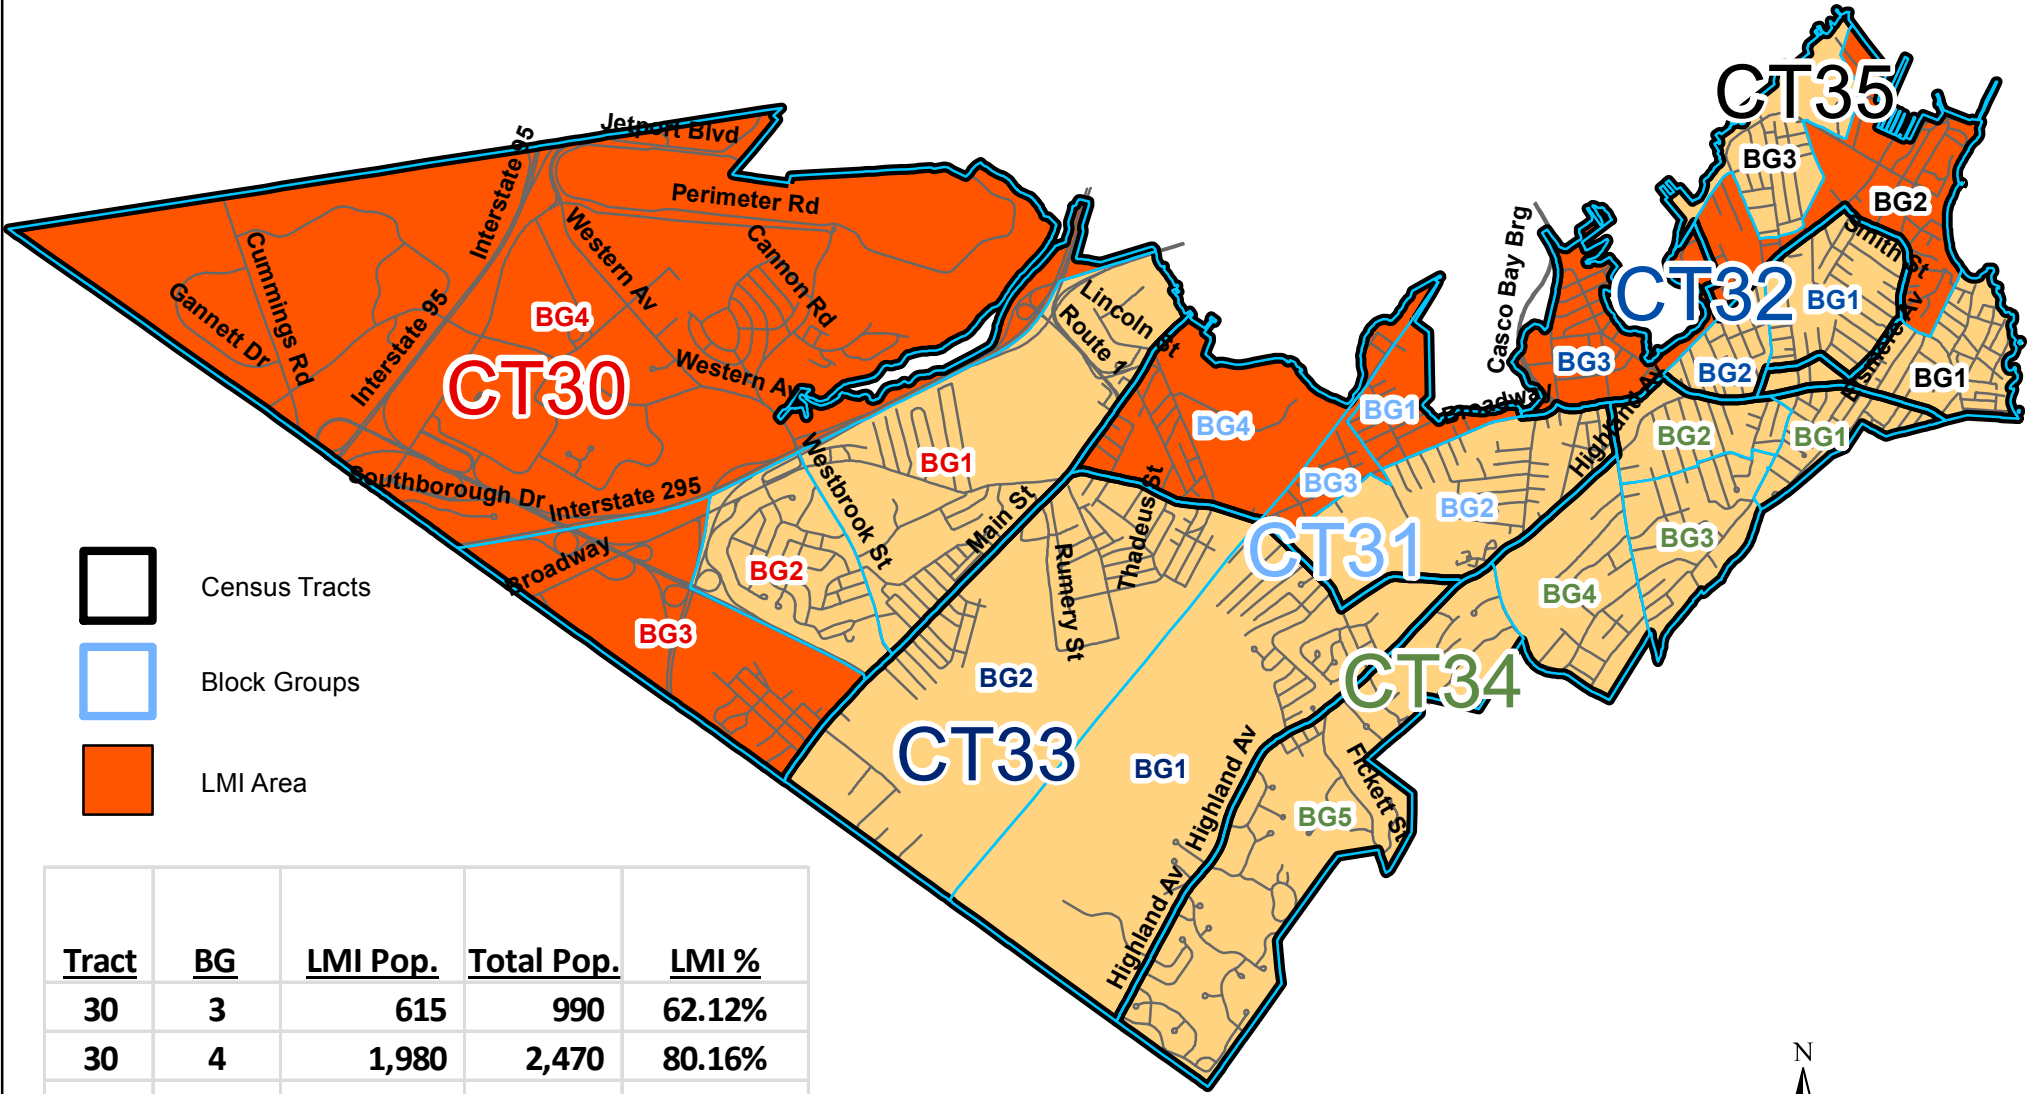 CT35
BG3
BG2
Smith St
CT32
BG1
Elsmere Av
BG1
BG2
BG3
Casco Bay Brg
Broadway
Highland Av
BG2
BG1
BG3
BG4
Jetport Blvd
Interstate 95
Perimeter Rd
Western Av
Cannon Rd
Cummings Rd
Gannett Dr
Interstate 95
BG4
CT30
Western Av
Lincoln St
Route 1
BG4
BG1
BG3
BG2
CT31
Southborough Dr
Interstate 295
Broadway
BG1
Westbrook St
BG2
BG3
Main St
Rumery St
Thadeus St
BG2
CT33
BG1
CT34
Highland Av
Fickett St
BG5
Highland Av
Census Tracts
Block Groups
LMI Area
Tract BG LMI Pop. Total Pop. LMI %
30 3 615 990 62.12%
30 4 1,980 2,470 80.16%
N